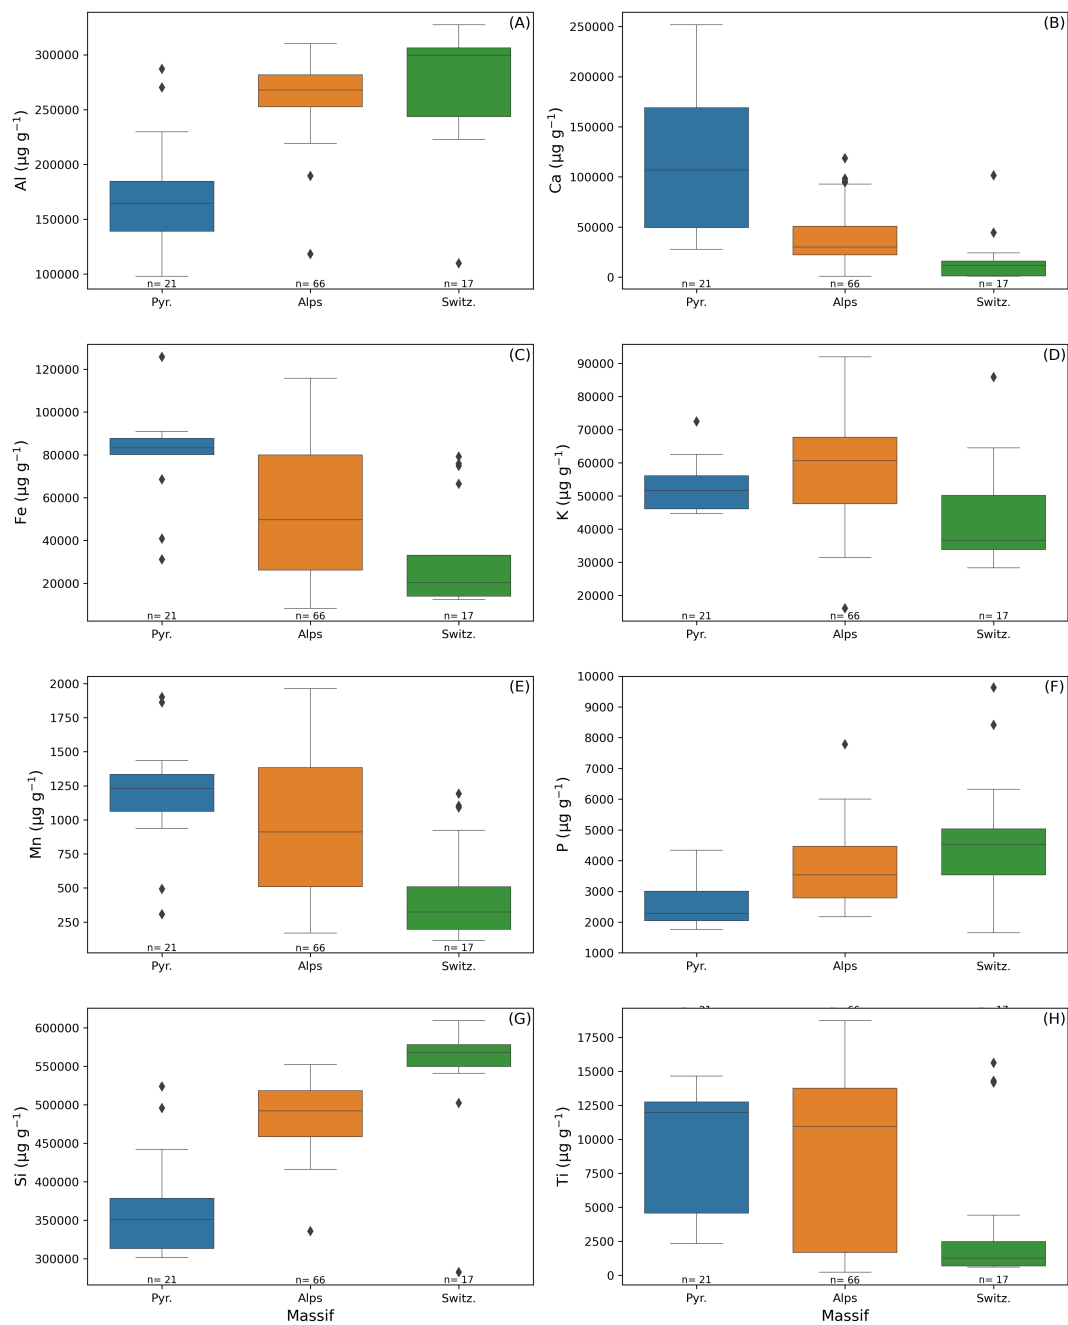 (A)
Al (µg g⁻¹)
300000
250000
200000
150000
100000
n= 21 n= 66 n= 17
Pyr. Alps Switz.
(B)
Ca (µg g⁻¹)
250000
200000
150000
100000
50000
0
n= 21 n= 66 n= 17
Pyr. Alps Switz.
(C)
Fe (µg g⁻¹)
120000
100000
80000
60000
40000
20000
n= 21 n= 66 n= 17
Pyr. Alps Switz.
(D)
K (µg g⁻¹)
90000
80000
70000
60000
50000
40000
30000
20000
n= 21 n= 66 n= 17
Pyr. Alps Switz.
(E)
Mn (µg g⁻¹)
2000
1750
1500
1250
1000
750
500
250
n= 21 n= 66 n= 17
Pyr. Alps Switz.
(F)
P (µg g⁻¹)
10000
9000
8000
7000
6000
5000
4000
3000
2000
1000
Pyr. Alps Switz.
(G)
Si (µg g⁻¹)
600000
550000
500000
450000
400000
350000
300000
n= 21 n= 66 n= 17
Pyr. Alps Switz.
Massif
(H)
Ti (µg g⁻¹)
17500
15000
12500
10000
7500
5000
2500
0
n= 21 n= 66 n= 17
Pyr. Alps Switz.
Massif